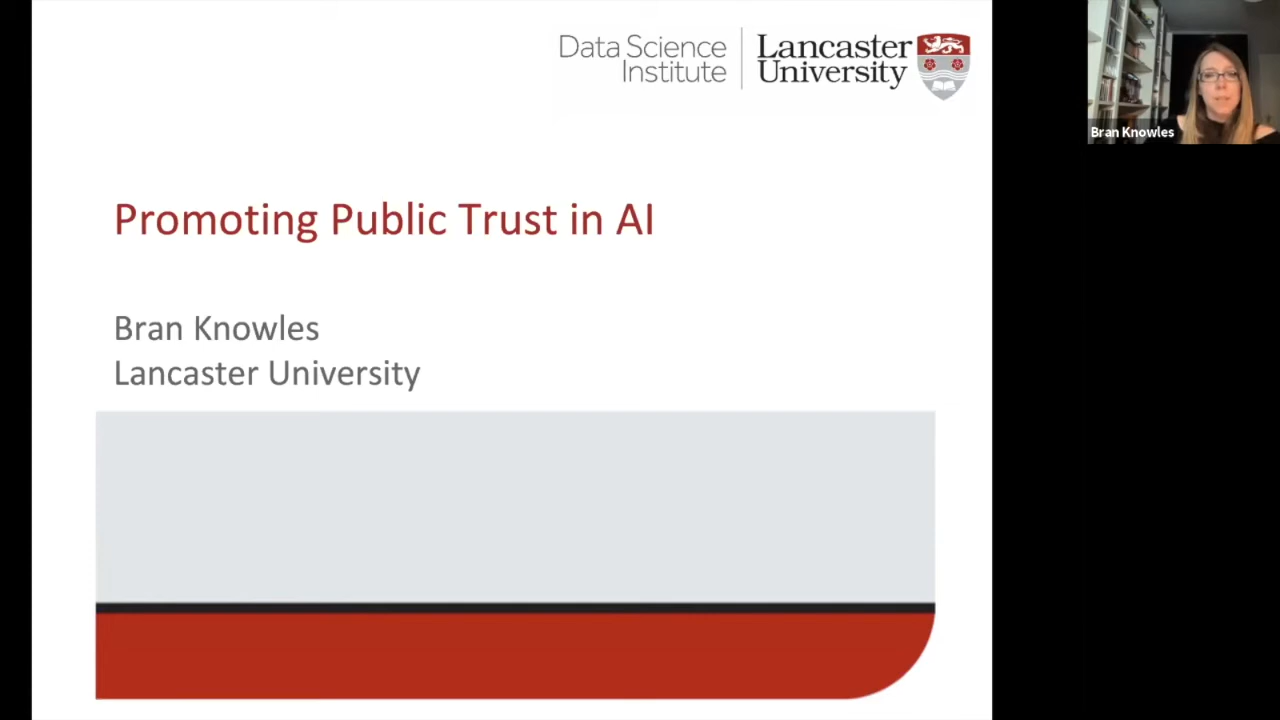 Data Science
Institute
Lancaster
University
Bran Knowles
Promoting Public Trust in AI
Bran Knowles
Lancaster University